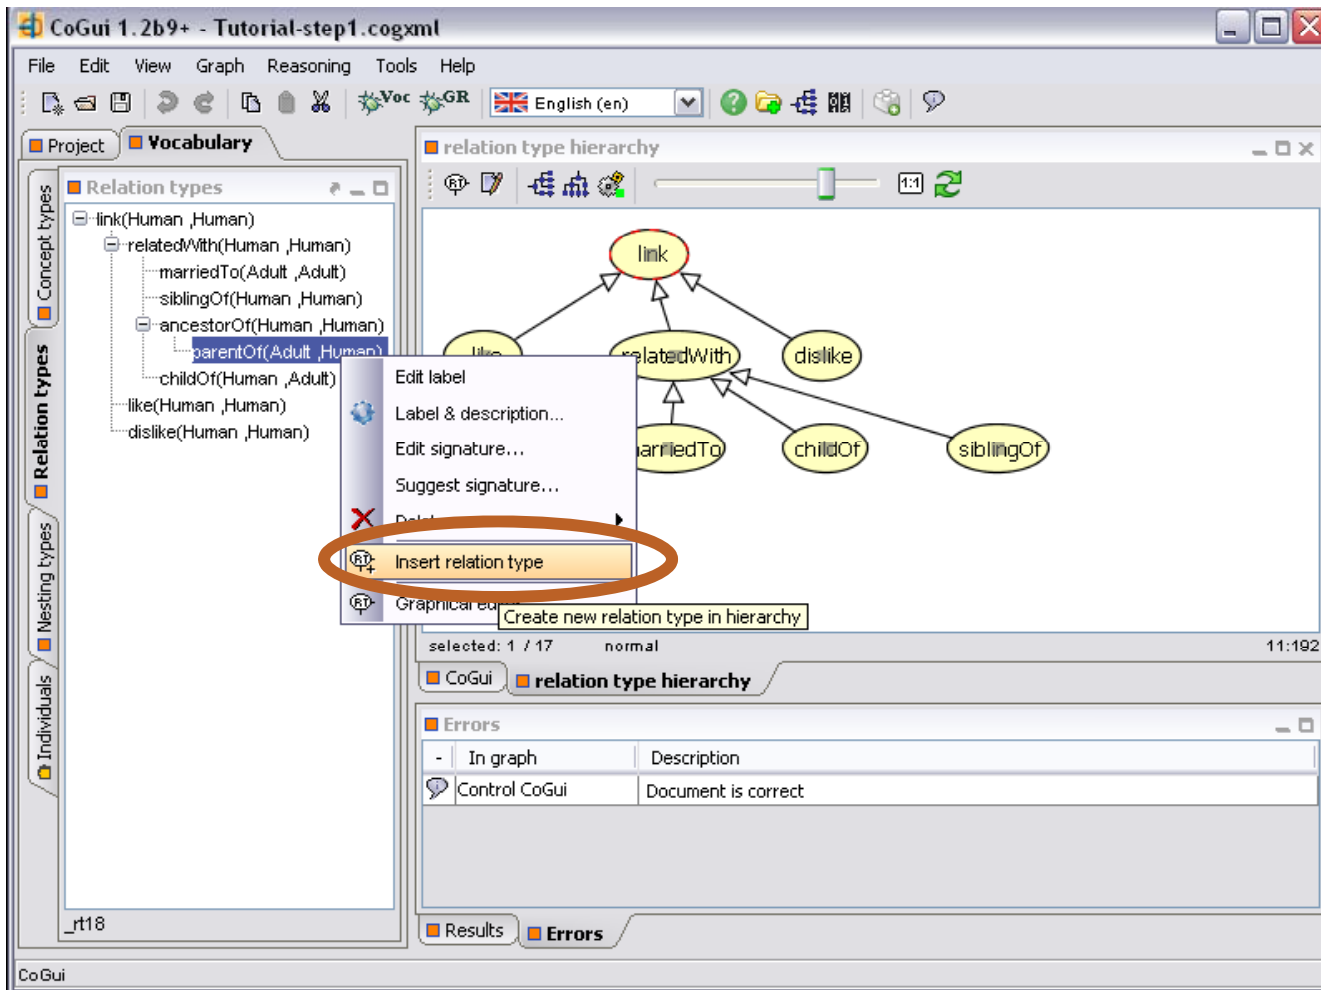 CoGui 1.2b9+ - Tutorial-step1.cogxml
File Edit View Graph Reasoning Tools Help
Voc GR English (en)
Project Vocabulary
Concept types
Relation types
Nesting types
Individuals
Relation types
link(Human ,Human)
relatedWith(Human ,Human)
marriedTo(Adult ,Adult)
siblingOf(Human ,Human)
ancestorOf(Human ,Human)
parentOf(Adult ,Human)
childOf(Human ,Adult)
like(Human ,Human)
dislike(Human ,Human)
_rt18
Edit label
Label & description...
Edit signature...
Suggest signature...
Insert relation type
Graphical
Create new relation type in hierarchy
relation type hierarchy
RT 1:1
link
like relatedWith dislike
marriedTo childOf siblingOf
selected: 1 / 17 normal 11:192
CoGui relation type hierarchy
Errors
- In graph Description
Control CoGui Document is correct
Results Errors
CoGui